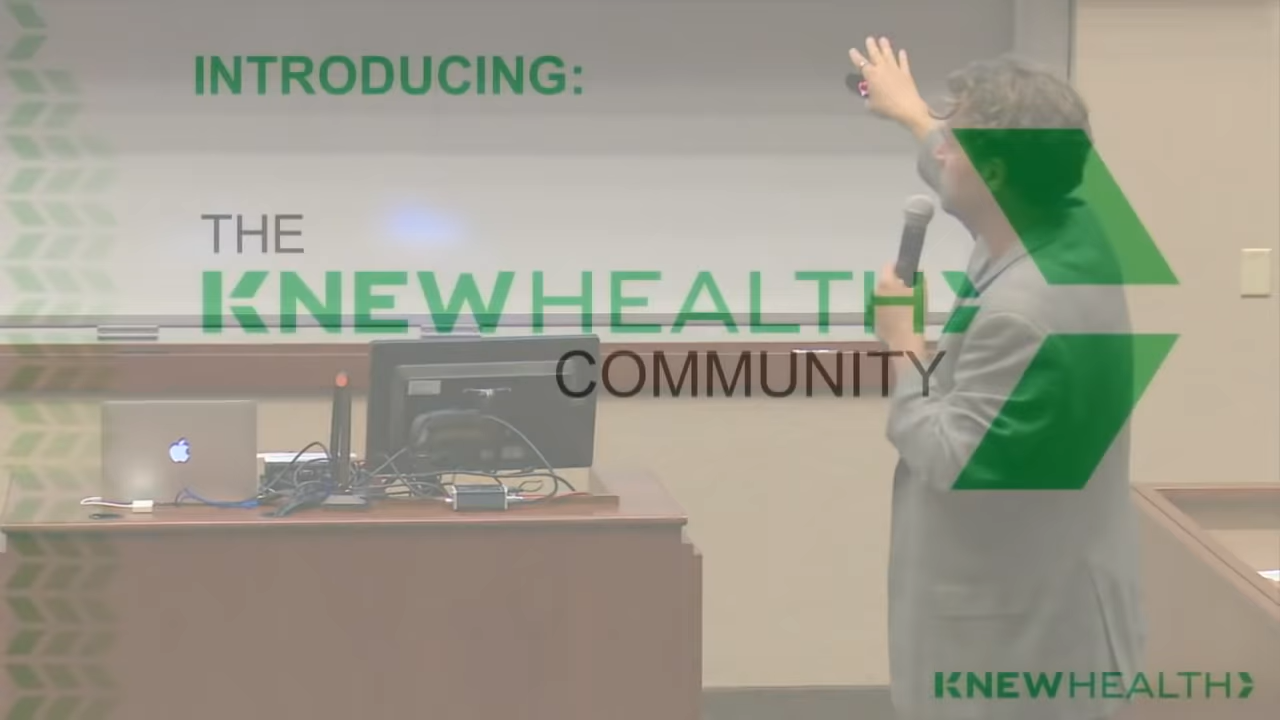 INTRODUCING:
THE
KNEWHEALTH
COMMUNITY
KNEWHEALTH